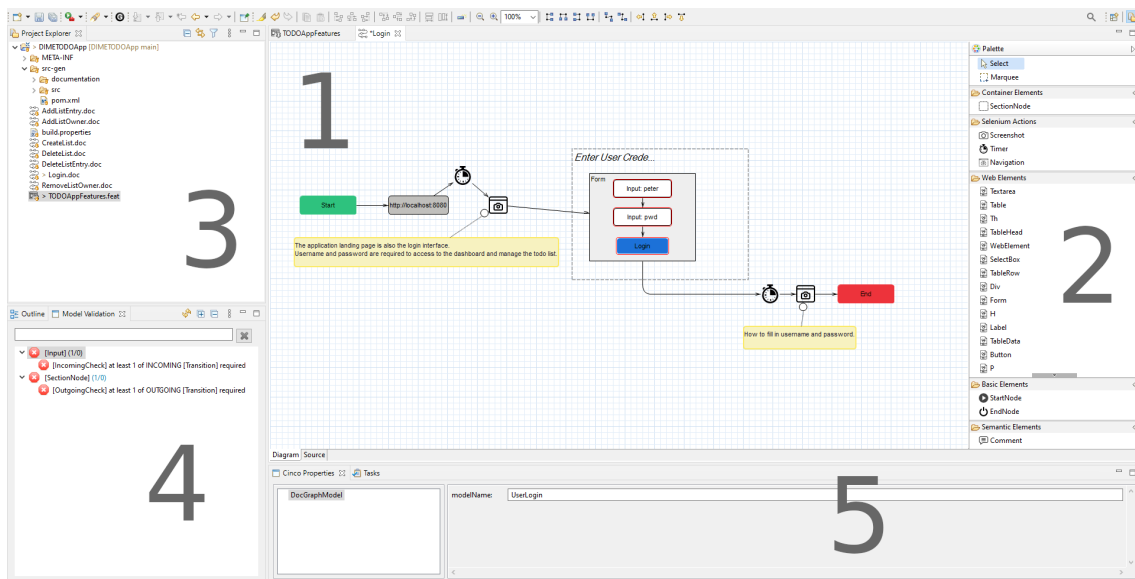 100%
Project Explorer
TODOAppFeatures
*Login
> DIMETODOApp [DIMETODOApp main]
> META-INF
> src-gen
> documentation
> src
pom.xml
AddListEntry.doc
AddListOwner.doc
build.properties
CreateList.doc
DeleteList.doc
DeleteListEntry.doc
> Login.doc
RemoveListOwner.doc
> TODOAppFeatures.feat
3
1
Start
http://localhost:8080
The application landing page is also the login interface.
Username and password are required to access to the dashboard and manage the todo list.
Enter User Crede...
Form
Input: peter
Input: pwd
Login
End
How to fill in username and password.
Diagram
Source
Palette
Select
Marquee
Container Elements
SectionNode
Selenium Actions
Screenshot
Timer
Navigation
Web Elements
Textarea
Table
Th
TableHead
WebElement
SelectBox
TableRow
Div
Form
H
Label
TableData
Button
P
Basic Elements
StartNode
EndNode
Semantic Elements
Comment
2
Outline
Model Validation
[Input] (1/0)
[IncomingCheck] at least 1 of INCOMING [Transition] required
[SectionNode] (1/0)
[OutgoingCheck] at least 1 of OUTGOING [Transition] required
4
Cinco Properties
Tasks
DocGraphModel
modelName:
UserLogin
5